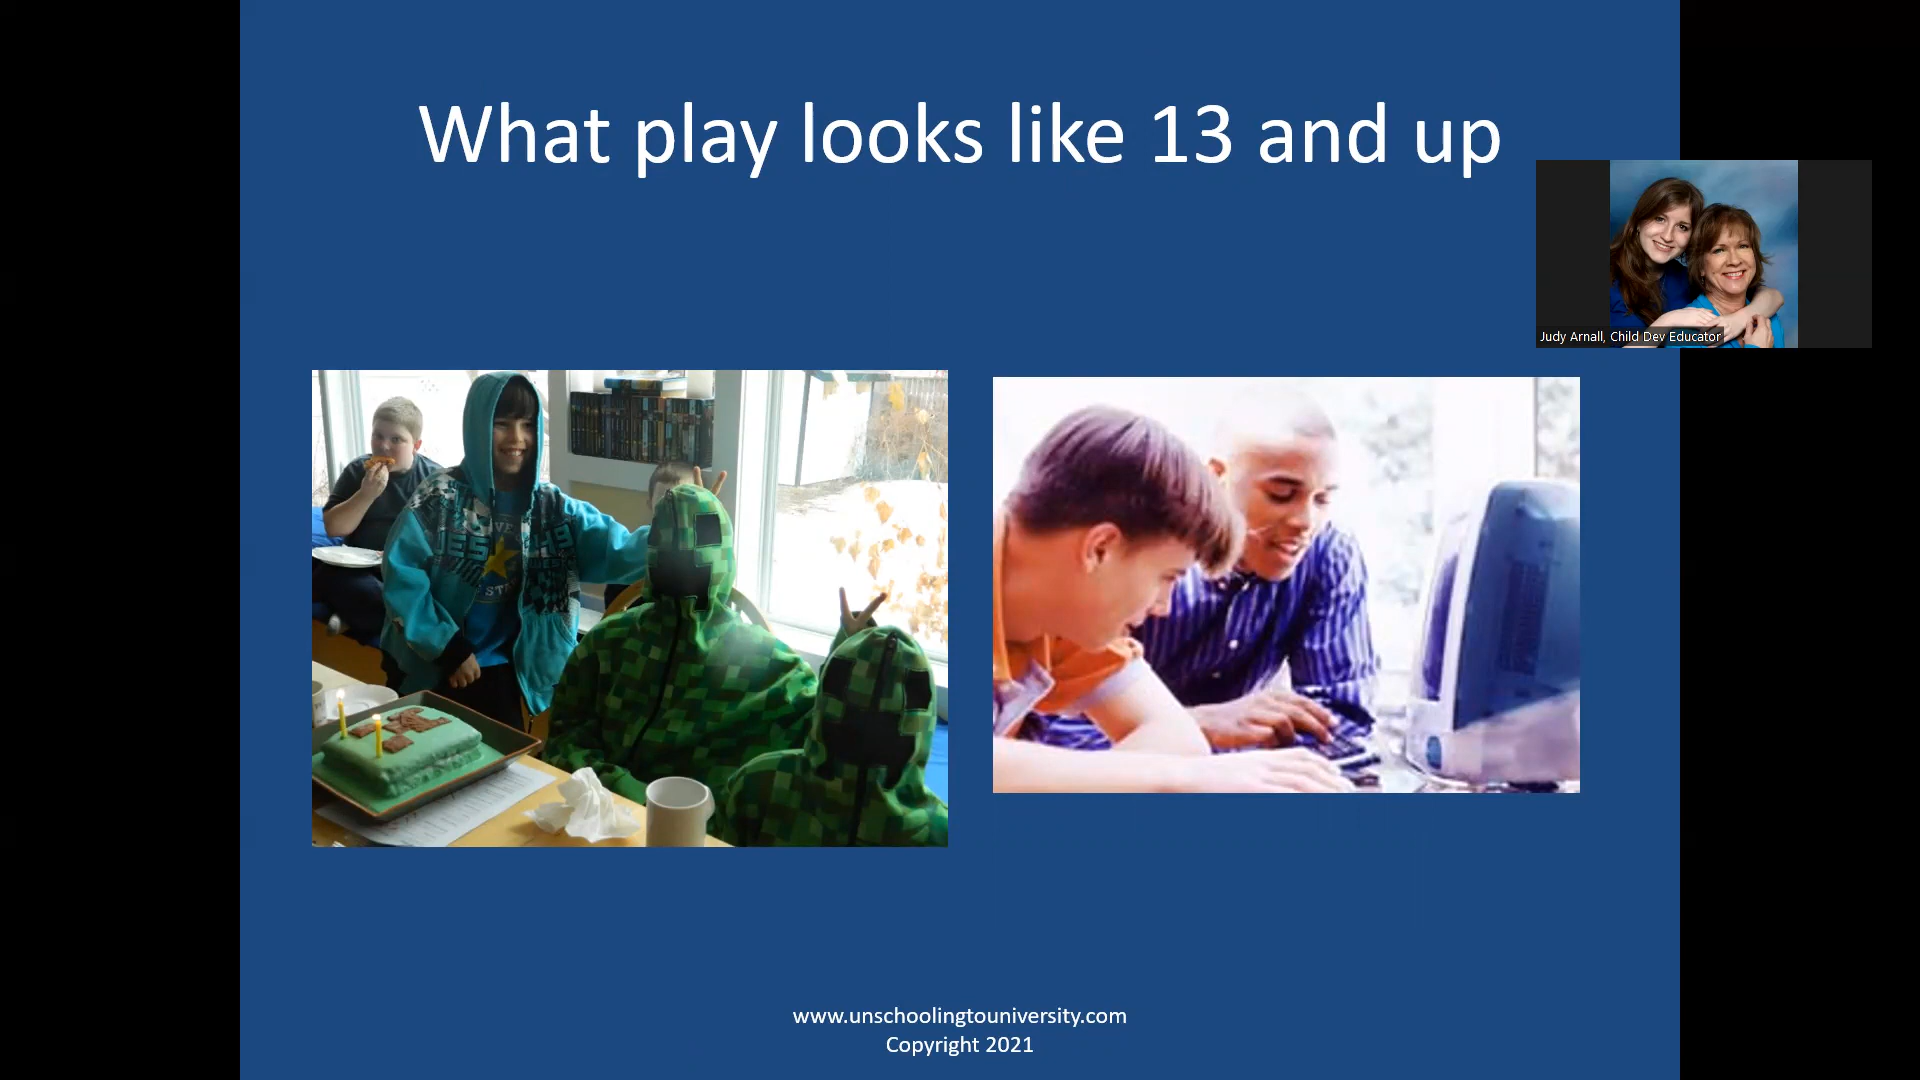 What play looks like 13 and up
Judy Arnall, Child Dev Educator
www.unschoolingtouniversity.com
Copyright 2021